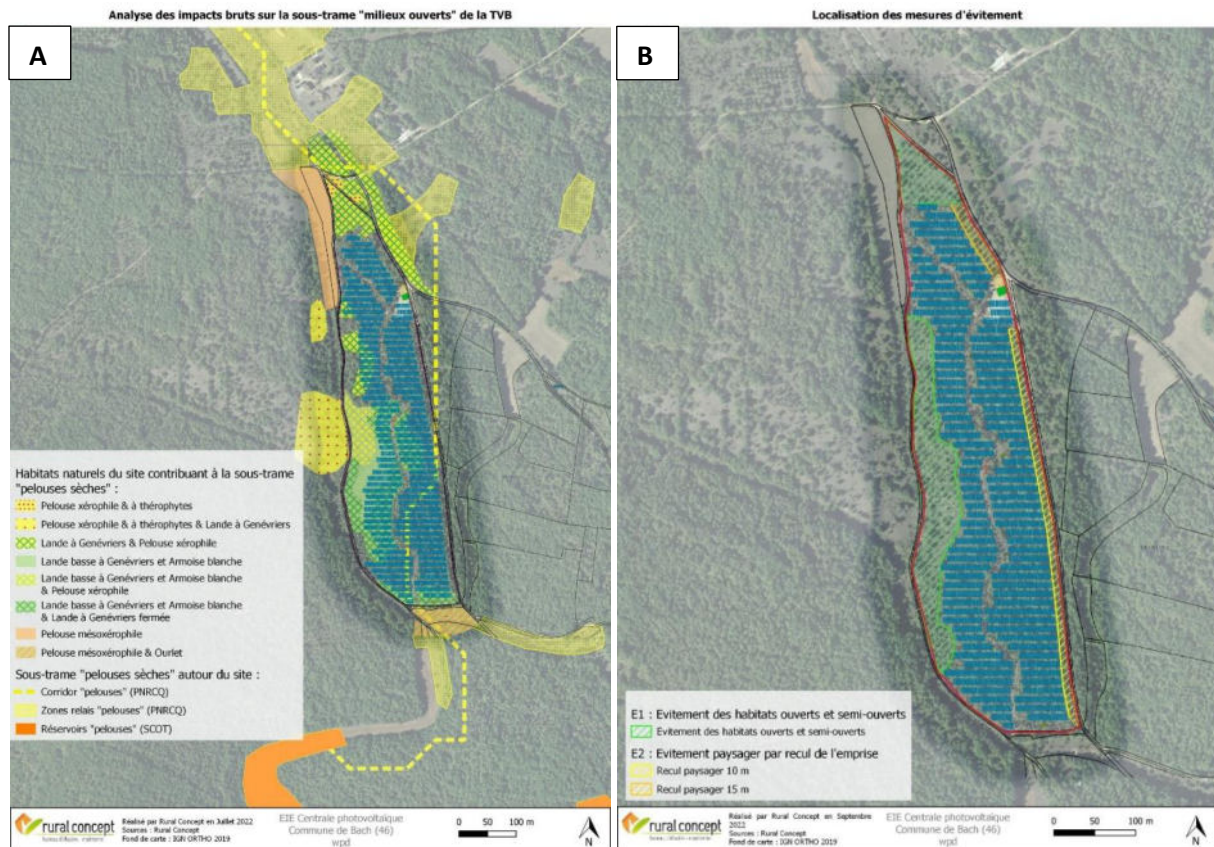 Analyse des impacts bruts sur la sous-trame "milieux ouverts" de la TVB
A
Habitats naturels du site contribuant à la sous-trame
"pelouses sèches" :
Pelouse xérophile & à thérophytes
Pelouse xérophile & à thérophytes & Lande à Genévriers
Lande à Genévriers & Pelouse xérophile
Lande basse à Genévriers et Armoise blanche
Lande basse à Genévriers et Armoise blanche
& Pelouse xérophile
Lande basse à Genévriers et Armoise blanche
& Lande à Genévriers fermée
Pelouse mésoxérophile
Pelouse mésoxérophile & Ourlet
Sous-trame "pelouses sèches" autour du site :
Corridor "pelouses" (PNRCQ)
Zones relais "pelouses" (PNRCQ)
Réservoirs "pelouses" (SCOT)
rural concept
Réalisé par Rural Concept en Juillet 2022
Sources : Rural Concept
Fond de carte : IGN ORTHO 2019
EIE Centrale photovoltaïque
Commune de Bach (46)
wpd
0 50 100 m
N
Localisation des mesures d'évitement
B
E1 : Evitement des habitats ouverts et semi-ouverts
Evitement des habitats ouverts et semi-ouverts
E2 : Evitement paysager par recul de l'emprise
Recul paysager 10 m
Recul paysager 15 m
rural concept
Réalisé par Rural Concept en Septembre
2022
Sources : Rural Concept
Fond de carte : IGN ORTHO 2019
EIE Centrale photovoltaïque
Commune de Bach (46)
wpd
0 50 100 m
N